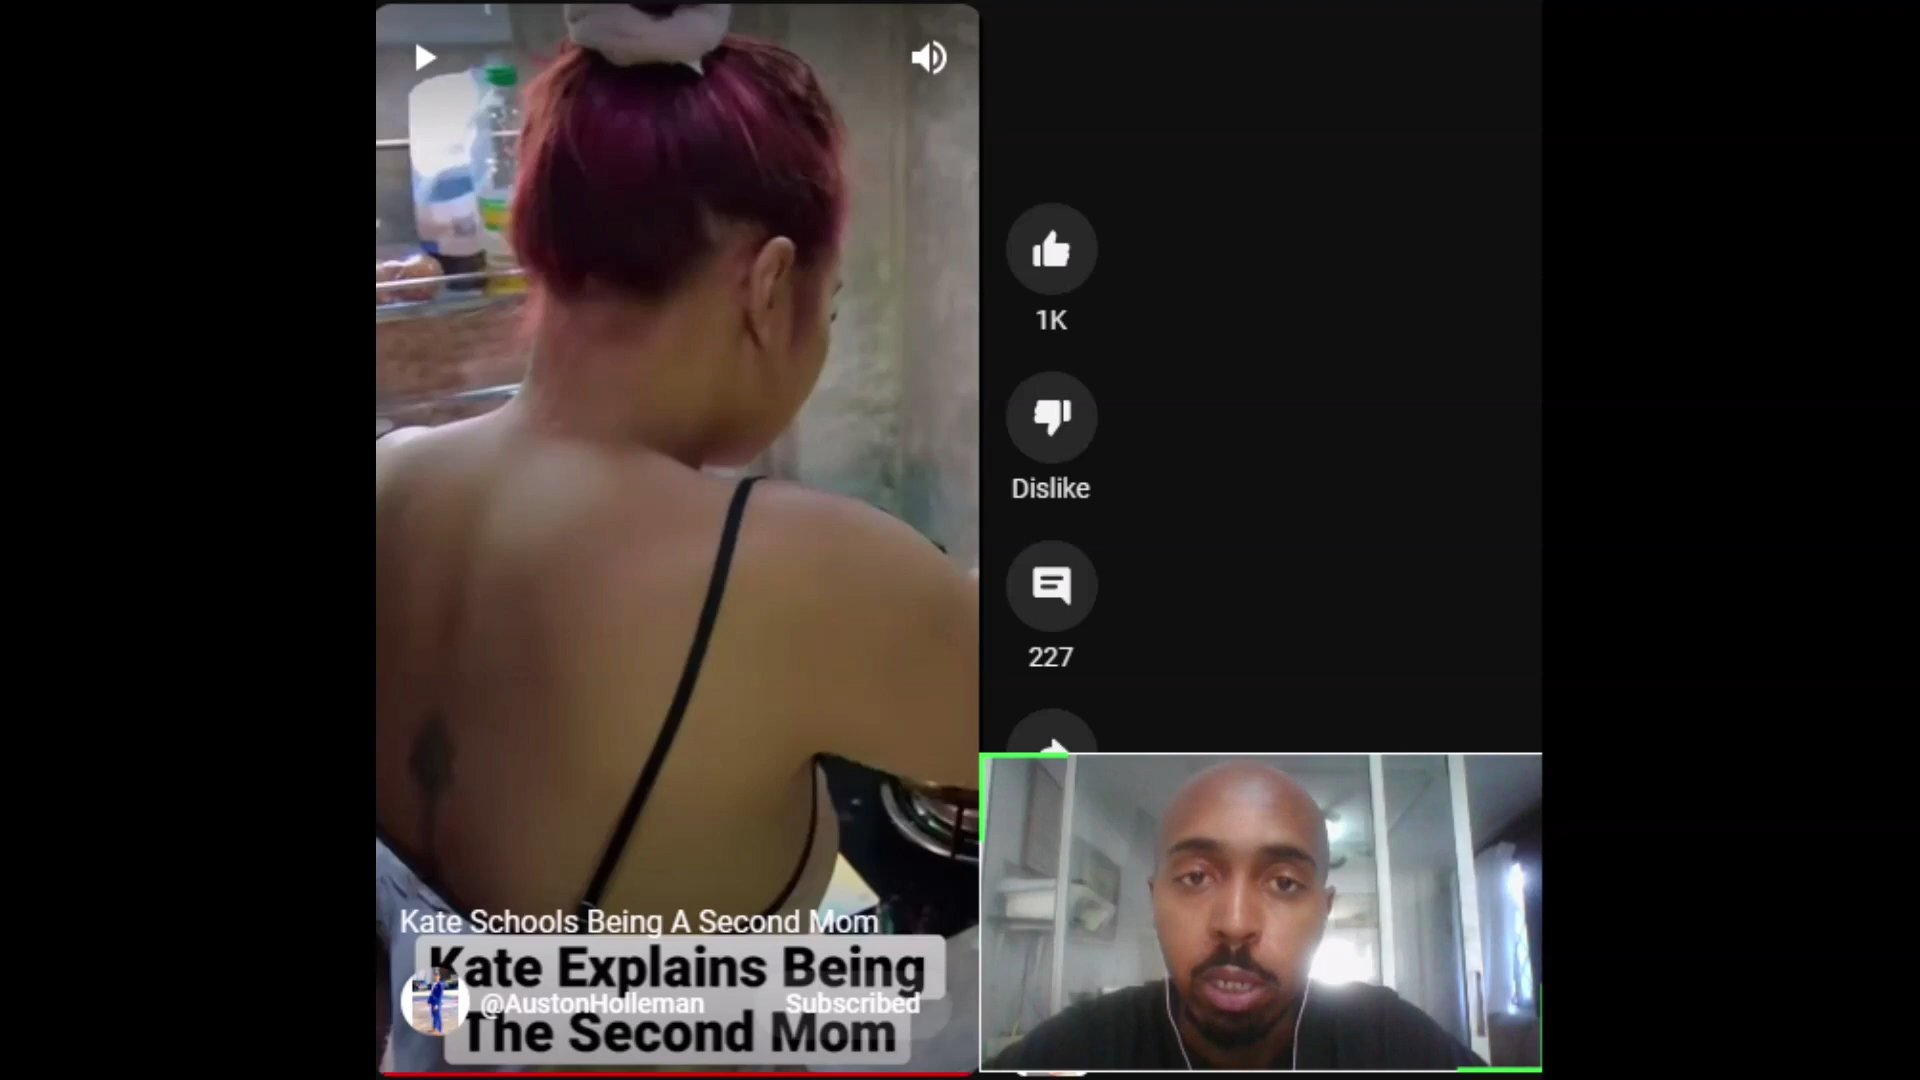 1K
Dislike
227
Kate Schools Being A Second Mom
Kate Explains Being
@AustonHolleman Subscribed
The Second Mom